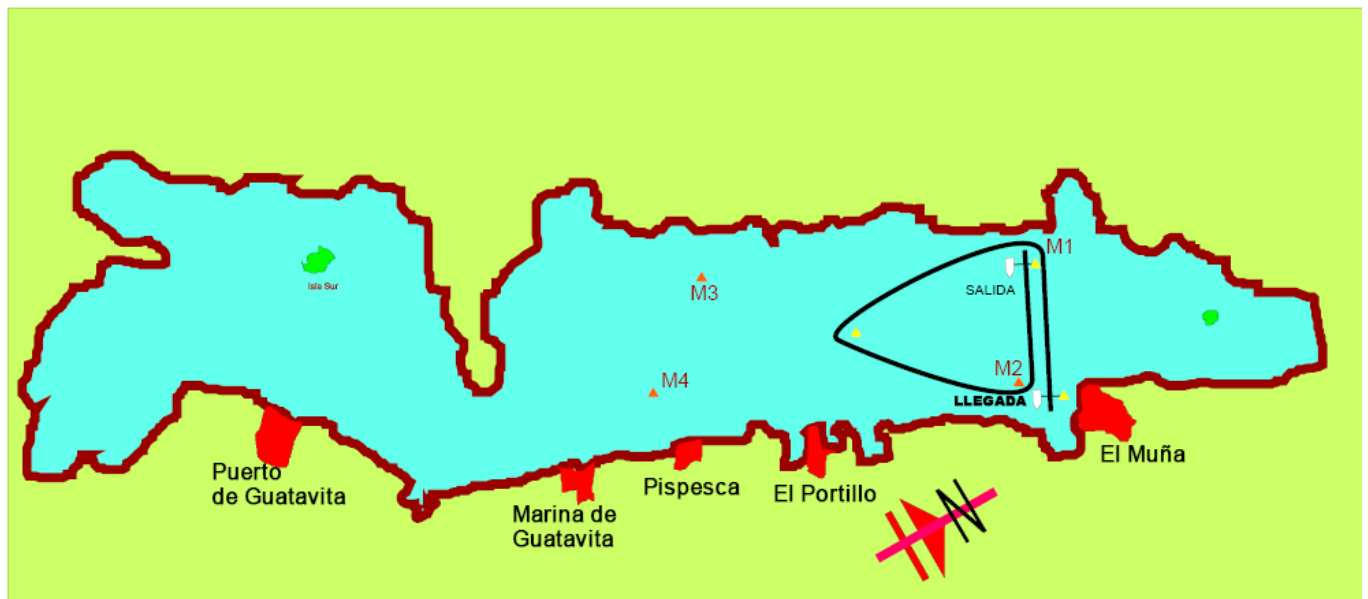 M1
Isla Sur
M3
SALIDA
M2
M4
LLEGADA
El Muña
Puerto
de Guatavita
Pispesca
El Portillo
Marina de
Guatavita
N